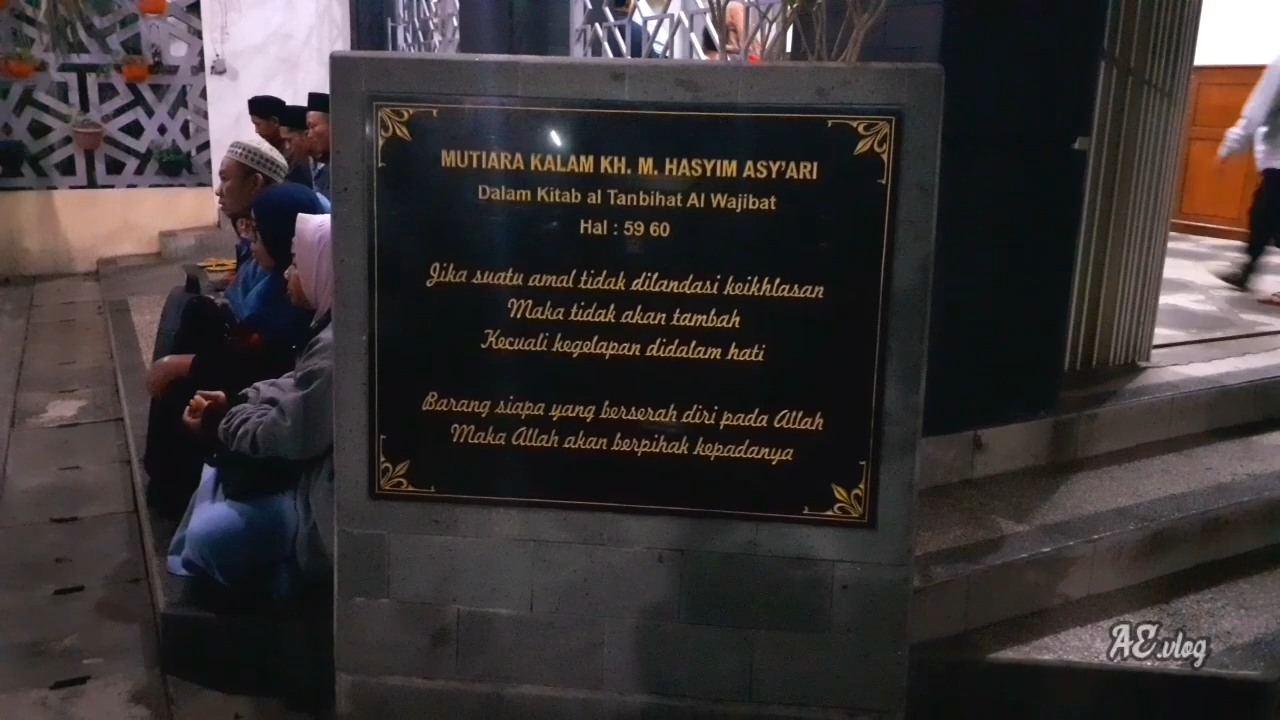 MUTIARA KALAM KH. M. HASYIM ASY'ARI
Dalam Kitab al Tanbihat Al Wajibat
Hal : 59 60
Jika suatu amal tidak dilandasi keikhlasan
Maka tidak akan tambah
Kecuali kegelapan didalam hati
Barang siapa yang berserah diri pada Allah
Maka Allah akan berpihak kepadanya
AE.vlog